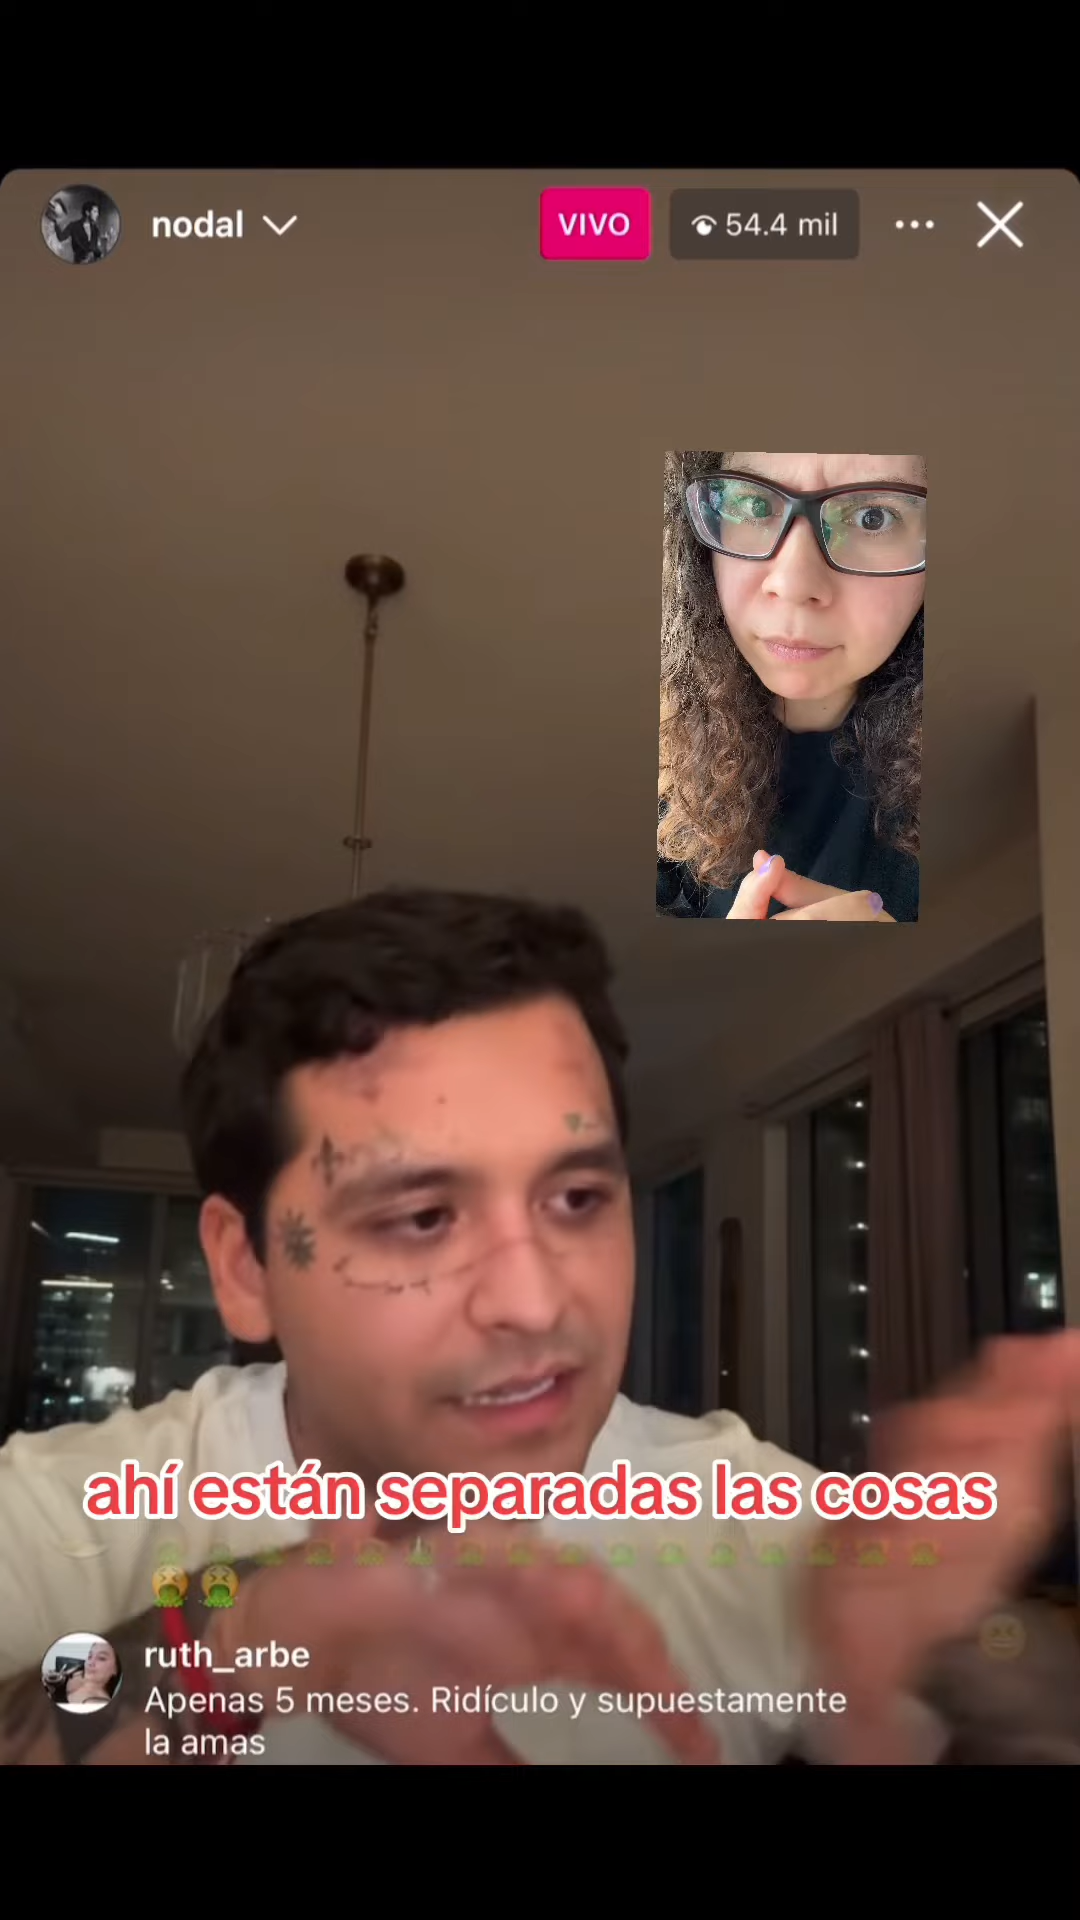 nodal
VIVO
54.4 mil
ahí están separadas las cosas
ruth_arbe
Apenas 5 meses. Ridículo y supuestamente
la amas